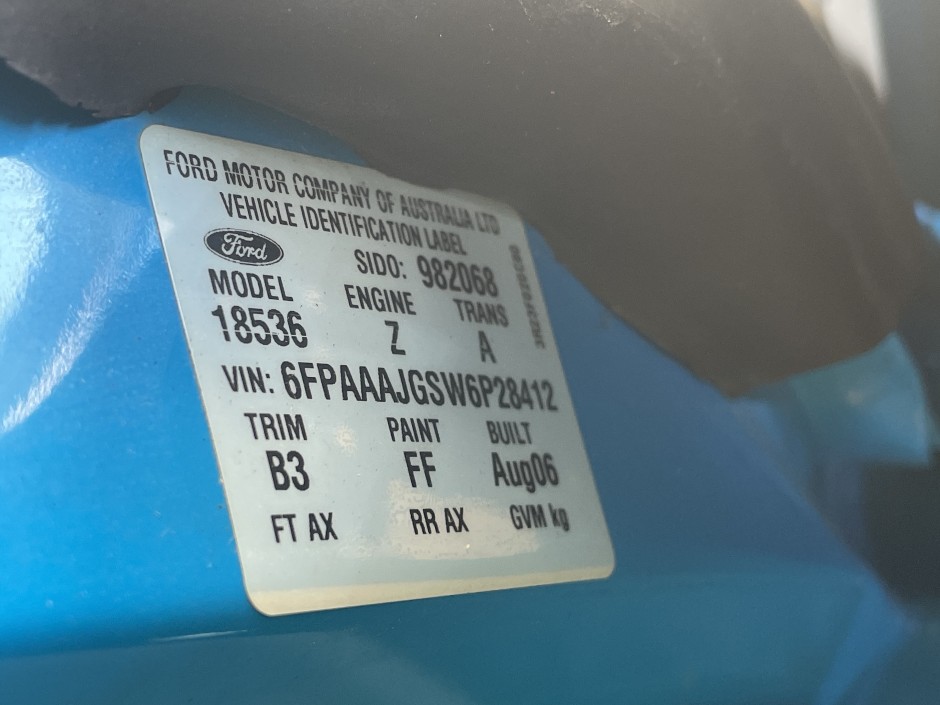 FORD MOTOR COMPANY OF AUSTRALIA LTD
VEHICLE IDENTIFICATION LABEL
Ford
SIDO: 982068
MODEL ENGINE TRANS
18536 Z A
VIN: 6FPAAAJGSW6P28412
TRIM PAINT BUILT
B3 FF Aug06
FT AX RR AX GVM kg